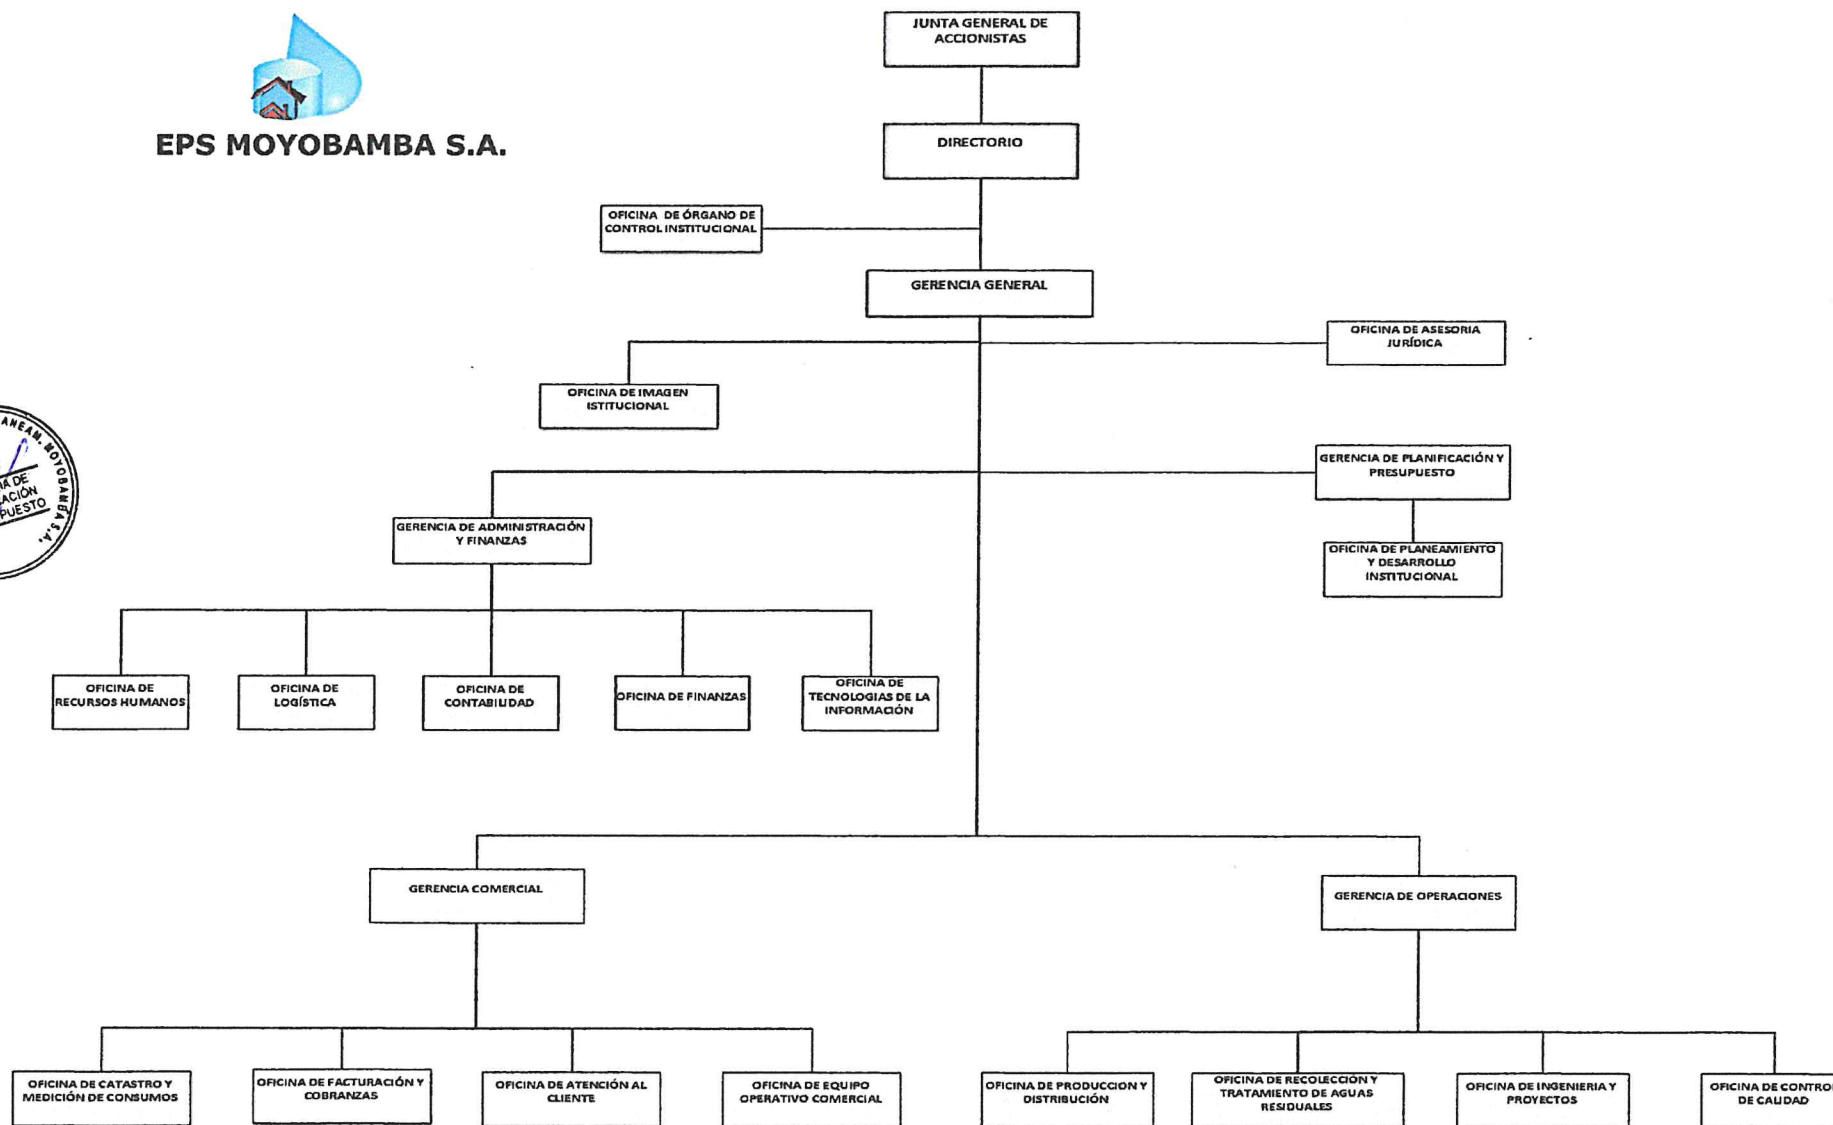 JUNTA GENERAL DE
ACCIONISTAS
EPS MOYOBAMBA S.A.
DIRECTORIO
OFICINA DE ÓRGANO DE
CONTROL INSTITUCIONAL
GERENCIA GENERAL
OFICINA DE ASESORIA
JURÍDICA
OFICINA DE IMAGEN
ISTITUCIONAL
GERENCIA DE PLANIFICACIÓN Y
PRESUPUESTO
MOYOBAMBA S.A.
GERENCIA DE ADMINISTRACIÓN
Y FINANZAS
OFICINA DE PLANEAMIENTO
Y DESARROLLO
INSTITUCIONAL
OFICINA DE
RECURSOS HUMANOS
OFICINA DE
LOGÍSTICA
OFICINA DE
CONTABILIDAD
OFICINA DE FINANZAS
OFICINA DE
TECNOLOGIAS DE LA
INFORMACIÓN
GERENCIA COMERCIAL
GERENCIA DE OPERACIONES
OFICINA DE CATASTRO Y
MEDICIÓN DE CONSUMOS
OFICINA DE FACTURACIÓN Y
COBRANZAS
OFICINA DE ATENCIÓN AL
CLIENTE
OFICINA DE EQUIPO
OPERATIVO COMERCIAL
OFICINA DE PRODUCCION Y
DISTRIBUCIÓN
OFICINA DE RECOLECCIÓN Y
TRATAMIENTO DE AGUAS
RESIDUALES
OFICINA DE INGENIERIA Y
PROYECTOS
OFICINA DE CONTROL
DE CALIDAD